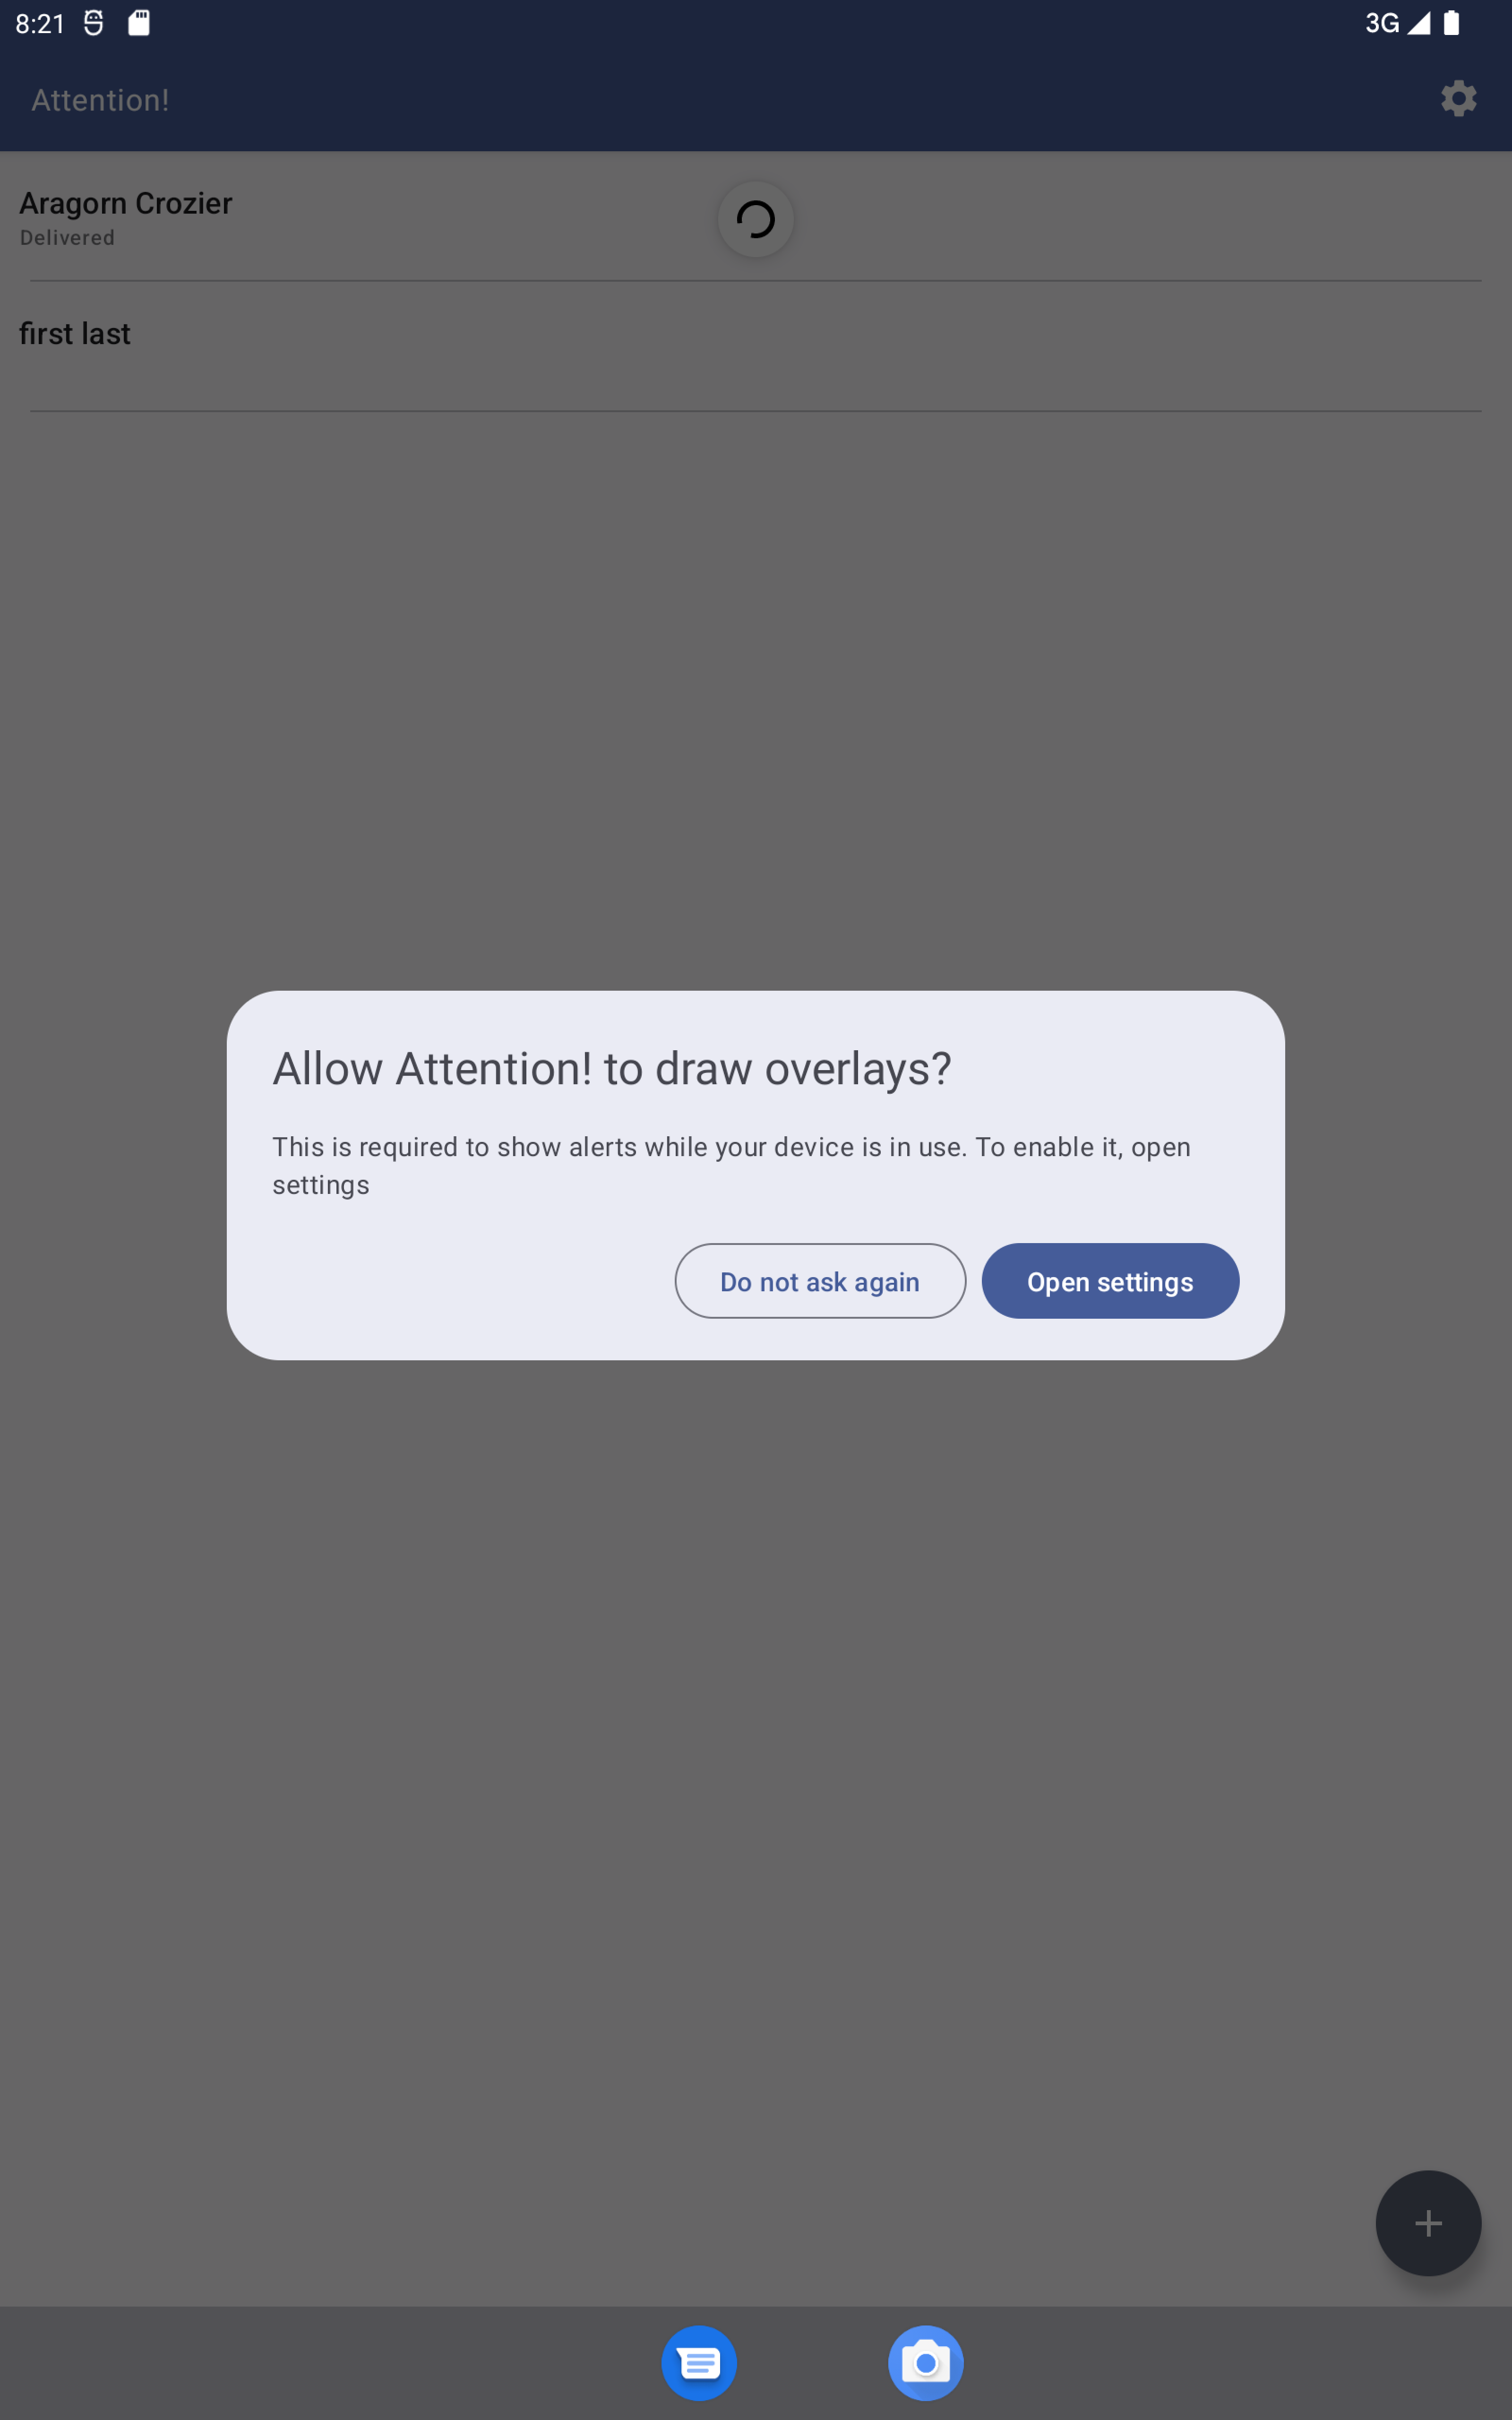 8:21
3G
Attention!
Aragorn Crozier
Delivered
first last
Allow Attention! to draw overlays?
This is required to show alerts while your device is in use. To enable it, open
settings
Do not ask again
Open settings